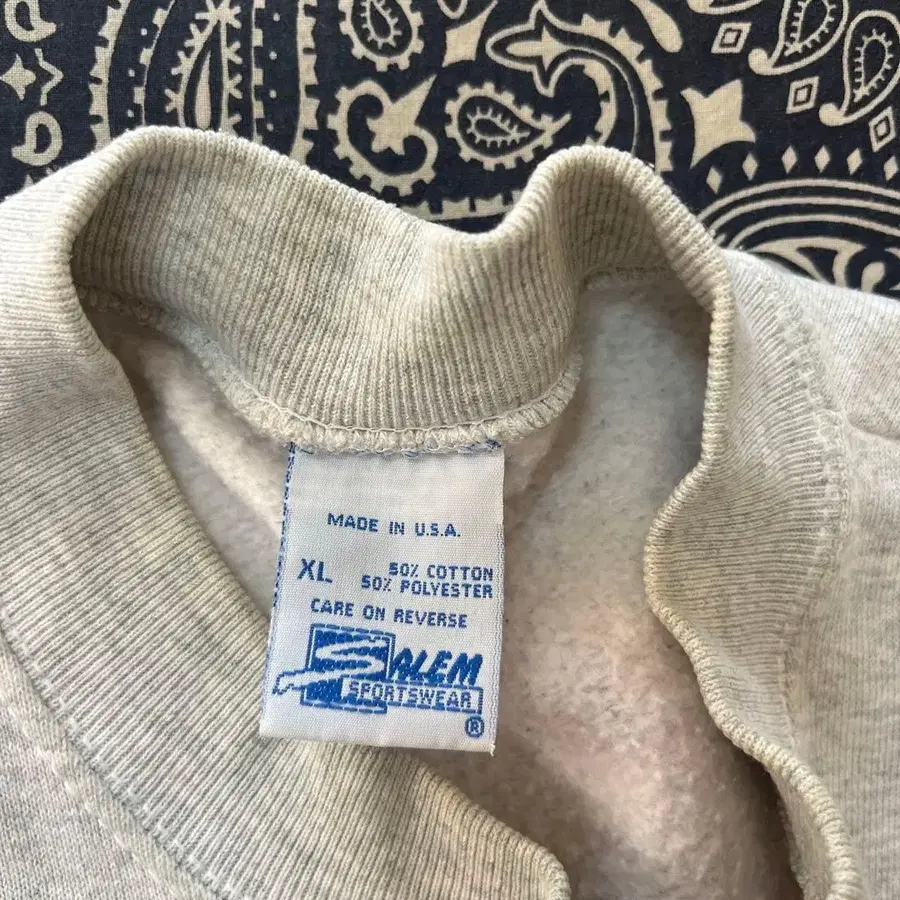 MADE IN U.S.A.
XL
50% COTTON
50% POLYESTER
CARE ON REVERSE
SALEM
SPORTSWEAR
®